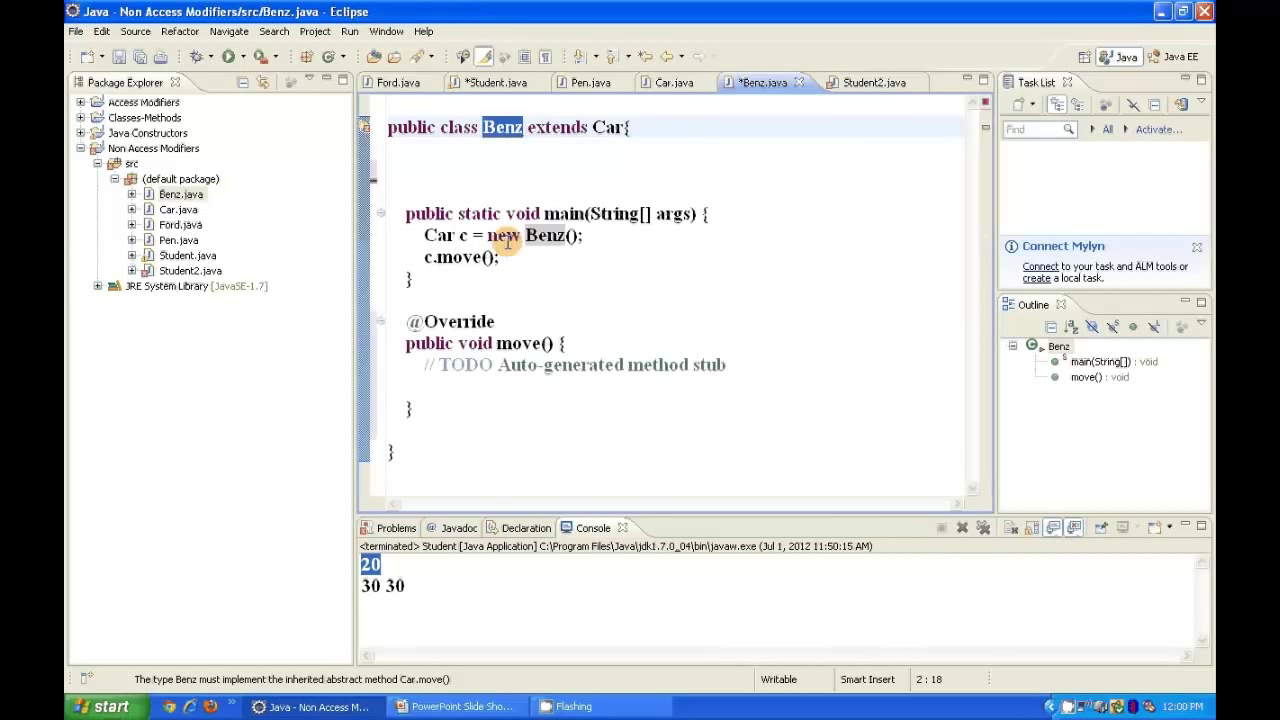 Java - Non Access Modifiers/src/Benz.java - Eclipse
File Edit Source Refactor Navigate Search Project Run Window Help
Java Java EE
Package Explorer
Ford.java *Student.java Pen.java Car.java *Benz.java Student2.java
Task List
Access Modifiers
Classes-Methods
Java Constructors
Non Access Modifiers
src
(default package)
Benz.java
Car.java
Ford.java
Pen.java
Student.java
Student2.java
JRE System Library [JavaSE-1.7]
public class Benz extends Car{
public static void main(String[] args) {
Car c = new Benz();
c.move();
}
@Override
public void move() {
// TODO Auto-generated method stub
}
}
Find All Activate...
Connect Mylyn
Connect to your task and ALM tools or
create a local task.
Outline
Benz
main(String[]) : void
move() : void
Problems Javadoc Declaration Console
<terminated> Student [Java Application] C:\Program Files\Java\jdk1.7.0_04\bin\javaw.exe (Jul 1, 2012 11:50:15 AM)
20
30 30
The type Benz must implement the inherited abstract method Car.move() Writable Smart Insert 2 : 18
start Java - Non Access M... PowerPoint Slide Sho... Flashing 12:00 PM